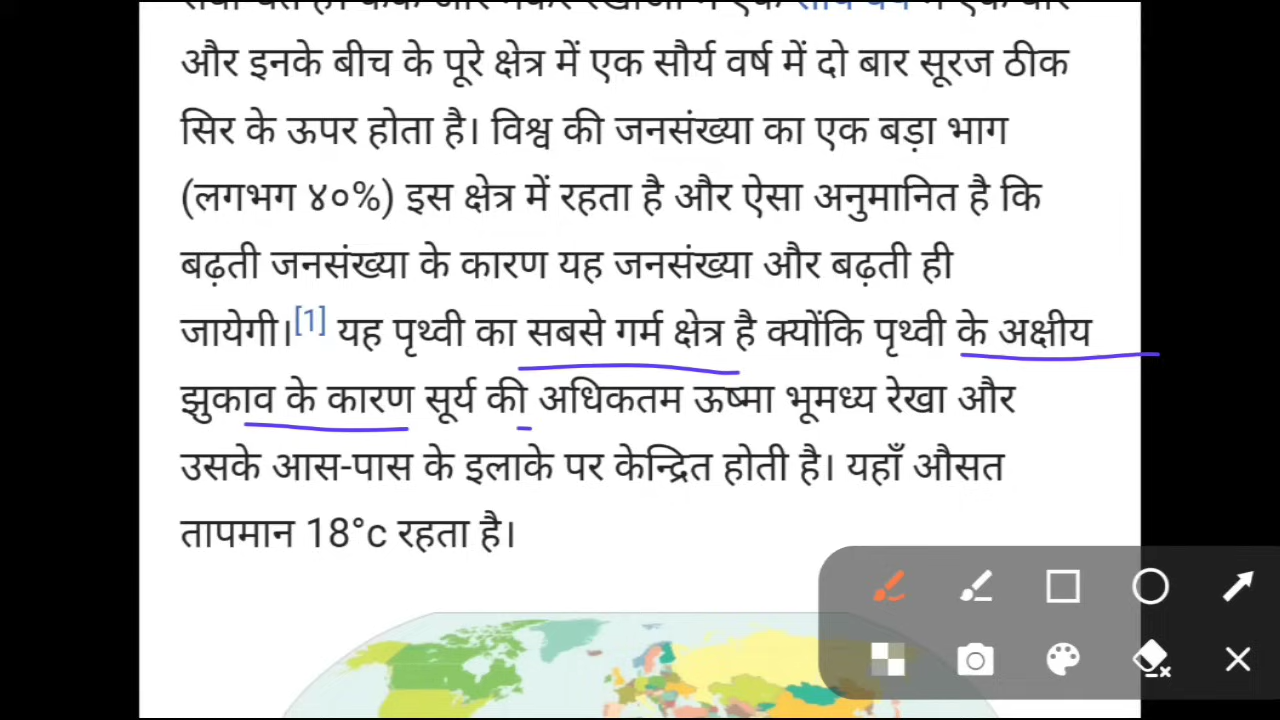 और इनके बीच के पूरे क्षेत्र में एक सौर्य वर्ष में दो बार सूरज ठीक
सिर के ऊपर होता है। विश्व की जनसंख्या का एक बड़ा भाग
(लगभग ४०%) इस क्षेत्र में रहता है और ऐसा अनुमानित है कि
बढ़ती जनसंख्या के कारण यह जनसंख्या और बढ़ती ही
जायेगी।[1] यह पृथ्वी का सबसे गर्म क्षेत्र है क्योंकि पृथ्वी के अक्षीय
झुकाव के कारण सूर्य की अधिकतम ऊष्मा भूमध्य रेखा और
उसके आस-पास के इलाके पर केन्द्रित होती है। यहाँ औसत
तापमान 18°c रहता है।